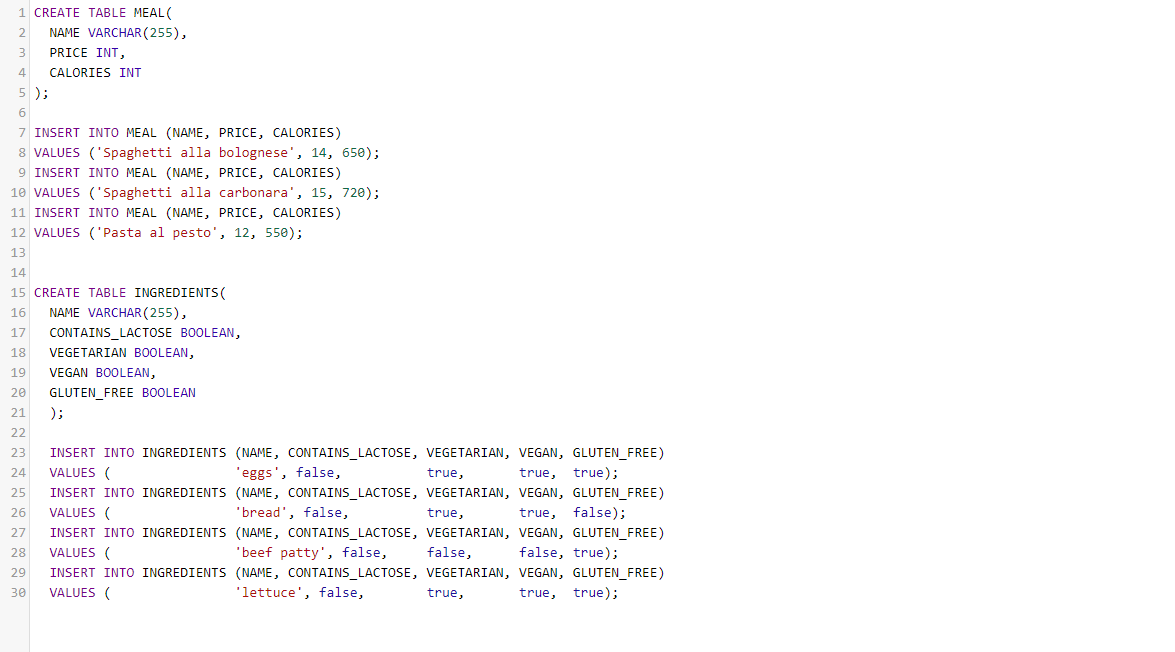 1 CREATE TABLE MEAL(
2   NAME VARCHAR(255),
3   PRICE INT,
4   CALORIES INT
5 );
6
7 INSERT INTO MEAL (NAME, PRICE, CALORIES)
8 VALUES ('Spaghetti alla bolognese', 14, 650);
9 INSERT INTO MEAL (NAME, PRICE, CALORIES)
10 VALUES ('Spaghetti alla carbonara', 15, 720);
11 INSERT INTO MEAL (NAME, PRICE, CALORIES)
12 VALUES ('Pasta al pesto', 12, 550);
13
14
15 CREATE TABLE INGREDIENTS(
16   NAME VARCHAR(255),
17   CONTAINS_LACTOSE BOOLEAN,
18   VEGETARIAN BOOLEAN,
19   VEGAN BOOLEAN,
20   GLUTEN_FREE BOOLEAN
21   );
22
23   INSERT INTO INGREDIENTS (NAME, CONTAINS_LACTOSE, VEGETARIAN, VEGAN, GLUTEN_FREE)
24   VALUES (                'eggs', false,           true,       true,  true);
25   INSERT INTO INGREDIENTS (NAME, CONTAINS_LACTOSE, VEGETARIAN, VEGAN, GLUTEN_FREE)
26   VALUES (                'bread', false,          true,       true,  false);
27   INSERT INTO INGREDIENTS (NAME, CONTAINS_LACTOSE, VEGETARIAN, VEGAN, GLUTEN_FREE)
28   VALUES (                'beef patty', false,     false,      false, true);
29   INSERT INTO INGREDIENTS (NAME, CONTAINS_LACTOSE, VEGETARIAN, VEGAN, GLUTEN_FREE)
30   VALUES (                'lettuce', false,        true,       true,  true);